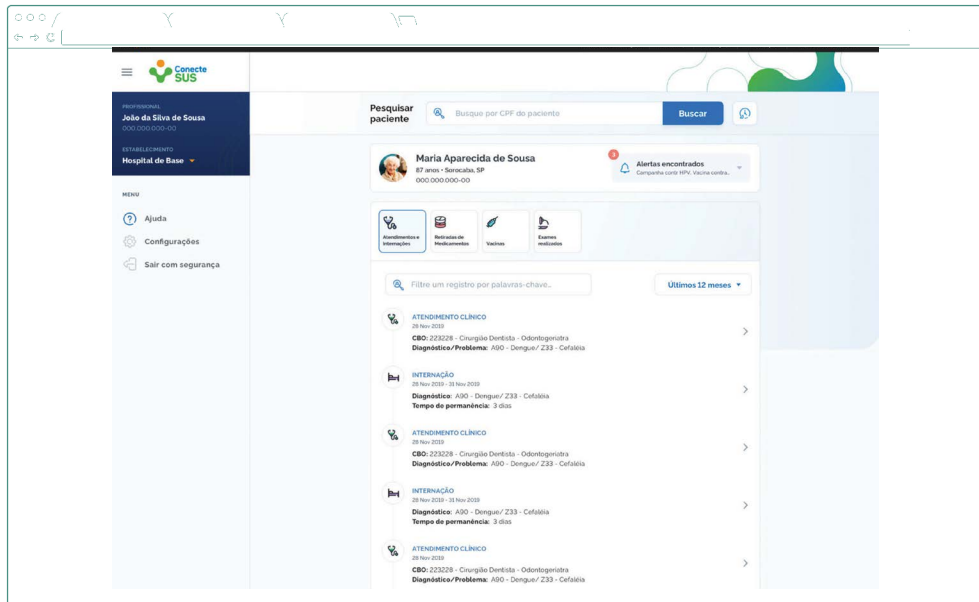 Conecte
SUS
PROFISSIONAL
João da Silva de Sousa
000.000.000-00
ESTABELECIMENTO
Hospital de Base
MENU
Ajuda
Configurações
Sair com segurança
Pesquisar
paciente
Busque por CPF do paciente
Buscar
Maria Aparecida de Sousa
87 anos • Sorocaba, SP
000.000.000-00
3
Alertas encontrados
Campanha contr HPV. Vacina contra..
Atendimentos e
Internações
Retiradas de
Medicamentos
Vacinas
Exames
realizados
Filtre um registro por palavras-chave..
Últimos 12 meses
ATENDIMENTO CLÍNICO
28 Nov 2019
CBO: 223228 - Cirurgião Dentista - Odontogeriatra
Diagnóstico/Problema: A90 - Dengue/ Z33 - Cefaléia
INTERNAÇÃO
28 Nov 2019 - 31 Nov 2019
Diagnóstico: A90 - Dengue/ Z33 - Cefaléia
Tempo de permanência: 3 dias
ATENDIMENTO CLÍNICO
28 Nov 2019
CBO: 223228 - Cirurgião Dentista - Odontogeriatra
Diagnóstico/Problema: A90 - Dengue/ Z33 - Cefaléia
INTERNAÇÃO
28 Nov 2019 - 31 Nov 2019
Diagnóstico: A90 - Dengue/ Z33 - Cefaléia
Tempo de permanência: 3 dias
ATENDIMENTO CLÍNICO
28 Nov 2019
CBO: 223228 - Cirurgião Dentista - Odontogeriatra
Diagnóstico/Problema: A90 - Dengue/ Z33 - Cefaléia